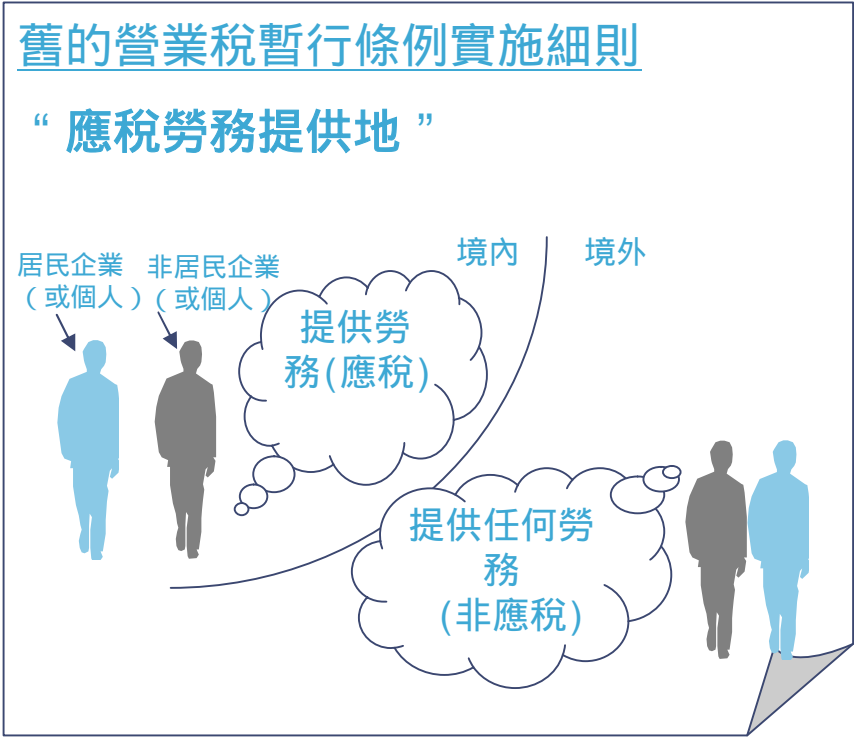 舊的營業稅暫行條例實施細則
“ 應稅勞務提供地 ”
境內 境外
居民企業 非居民企業
（或個人）（或個人）
提供勞
務(應稅)
提供任何勞
務
(非應稅)